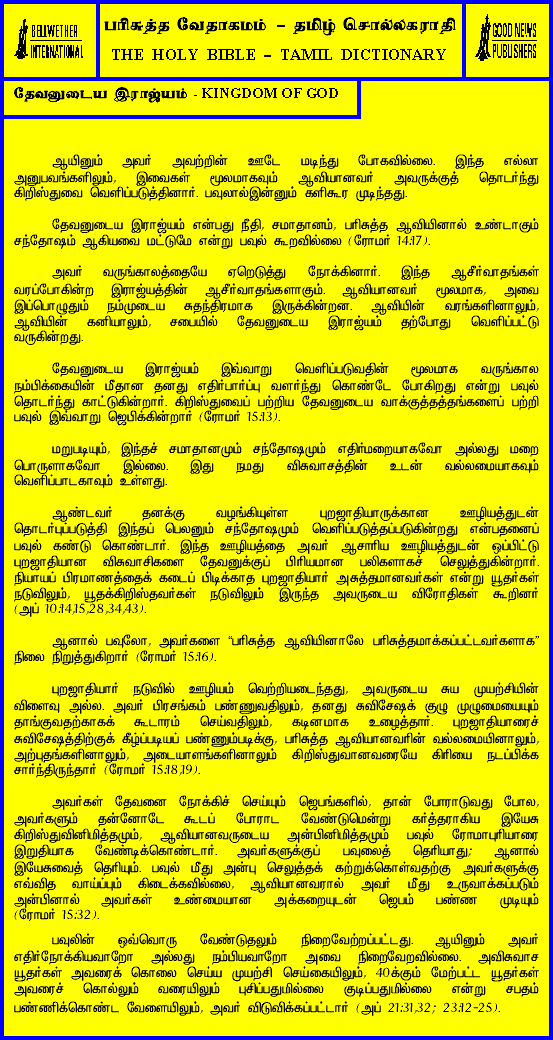 BELLWETHER
INTERNATIONAL
பரிசுத்த வேதாகமம் – தமிழ் சொல்லகராதி
THE HOLY BIBLE – TAMIL DICTIONARY
GOOD NEWS
PUBLISHERS
தேவனுடைய இராஜ்யம் - KINGDOM OF GOD
ஆயினும் அவர் அவற்றின் ஊடே மடிந்து போகவில்லை. இந்த எல்லா
அனுபவங்களிலும், இவைகள் மூலமாகவும் ஆவியானவர் அவருக்குத் தொடர்ந்து
கிறிஸ்துவை வெளிப்படுத்தினார். பவுலால்இன்னும் களிகூர முடிந்தது.
தேவனுடைய இராஜ்யம் என்பது நீதி, சமாதானம், பரிசுத்த ஆவியினால் உண்டாகும்
சந்தோஷம் ஆகியவை மட்டுமே என்று பவுல் கூறவில்லை (ரோமர் 14:17).
அவர் வருங்காலத்தையே ஏறெடுத்து நோக்கினார். இந்த ஆசீர்வாதங்கள்
வரப்போகின்ற இராஜ்யத்தின் ஆசீர்வாதங்களாகும். ஆவியானவர் மூலமாக, அவை
இப்பொழுதும் நம்முடைய சுதந்திரமாக இருக்கின்றன. ஆவியின் வரங்களினாலும்,
ஆவியின் கனியாலும், சபையில் தேவனுடைய இராஜ்யம் தற்போது வெளிப்பட்டு
வருகின்றது.
தேவனுடைய இராஜ்யம் இவ்வாறு வெளிப்படுவதின் மூலமாக வருங்கால
நம்பிக்கையின் மீதான தனது எதிர்பார்ப்பு வளர்ந்து கொண்டே போகிறது என்று பவுல்
தொடர்ந்து காட்டுகின்றார். கிறிஸ்துவைப் பற்றிய தேவனுடைய வாக்குத்தத்தங்களைப் பற்றி
பவுல் இவ்வாறு ஜெபிக்கின்றார் (ரோமர் 15:13).
மறுபடியும், இந்தச் சமாதானமும் சந்தோஷமும் எதிர்மறையாகவோ அல்லது மறை
பொருளாகவோ இல்லை. இது நமது விசுவாசத்தின் உடன் வல்லமையாகவும்
வெளிப்பாடாகவும் உள்ளது.
ஆண்டவர் தனக்கு வழங்கியுள்ள புறஜாதியாருக்கான ஊழியத்துடன்
தொடர்புப்படுத்தி இந்தப் பெலனும் சந்தோஷமும் வெளிப்படுத்தப்படுகின்றது என்பதனைப்
பவுல் கண்டு கொண்டார். இந்த ஊழியத்தை அவர் ஆசாரிய ஊழியத்துடன் ஒப்பிட்டு
புறஜாதியான விசுவாசிகளை தேவனுக்குப் பிரியமான பலிகளாகச் செலுத்துகின்றார்.
நியாயப் பிரமாணத்தைக் கடைப் பிடிக்காத புறஜாதியார் அசுத்தமானவர்கள் என்று யூதர்கள்
நடுவிலும், யூதக்கிறிஸ்தவர்கள் நடுவிலும் இருந்த அவருடைய விரோதிகள் கூறினர்
(அப் 10:14,15,28,34,43).
ஆனால் பவுலோ, அவர்களை “பரிசுத்த ஆவியினாலே பரிசுத்தமாக்கப்பட்டவர்களாக”
நிலை நிறுத்துகிறார் (ரோமர் 15:16).
புறஜாதியார் நடுவில் ஊழியம் வெற்றியடைந்தது, அவருடைய சுய முயற்சியின்
விளைவு அல்ல. அவர் பிரசங்கம் பண்ணுவதிலும், தனது சுவிசேஷக் குழு முழுமையையும்
தாங்குவதற்காகக் கூடாரம் செய்வதிலும், கடினமாக உழைத்தார். புறஜாதியாரைச்
சுவிசேஷத்திற்குக் கீழ்ப்படியப் பண்ணும்படிக்கு, பரிசுத்த ஆவியானவரின் வல்லமையினாலும்,
அற்புதங்களினாலும், அடையாளங்களினாலும் கிறிஸ்துவானவரையே கிரியை நடப்பிக்க
சார்ந்திருந்தார் (ரோமர் 15:18,19).
அவர்கள் தேவனை நோக்கிச் செய்யும் ஜெபங்களில், தான் போராடுவது போல,
அவர்களும் தன்னோடே கூடப் போராட வேண்டுமென்று கர்த்தராகிய இயேசு
கிறிஸ்துவினிமித்தமும், ஆவியானவருடைய அன்பினிமித்தமும் பவுல் ரோமாபுரியாரை
இறுதியாக வேண்டிக்கொண்டார். அவர்களுக்குப் பவுலைத் தெரியாது; ஆனால்
இயேசுவைத் தெரியும். பவுல் மீது அன்பு செலுத்தக் கற்றுக்கொள்வதற்கு அவர்களுக்கு
எவ்வித வாய்ப்பும் கிடைக்கவில்லை, ஆவியானவரால் அவர் மீது உருவாக்கப்படும்
அன்பினால் அவர்கள் உண்மையான அக்கறையுடன் ஜெபம் பண்ண முடியும்
(ரோமர் 15:32).
பவுலின் ஒவ்வொரு வேண்டுதலும் நிறைவேற்றப்பட்டது. ஆயினும் அவர்
எதிர்நோக்கியவாறோ அல்லது நம்பியவாறோ அவை நிறைவேறவில்லை. அவிசுவாச
யூதர்கள் அவரைக் கொலை செய்ய முயற்சி செய்கையிலும், 40க்கும் மேற்பட்ட யூதர்கள்
அவரைச் கொல்லும் வரையிலும் புசிப்பதுமில்லை குடிப்பதுமில்லை என்று சபதம்
பண்ணிக்கொண்ட வேளையிலும், அவர் விடுவிக்கப்பட்டார் (அப் 21:31,32; 23:12-25).